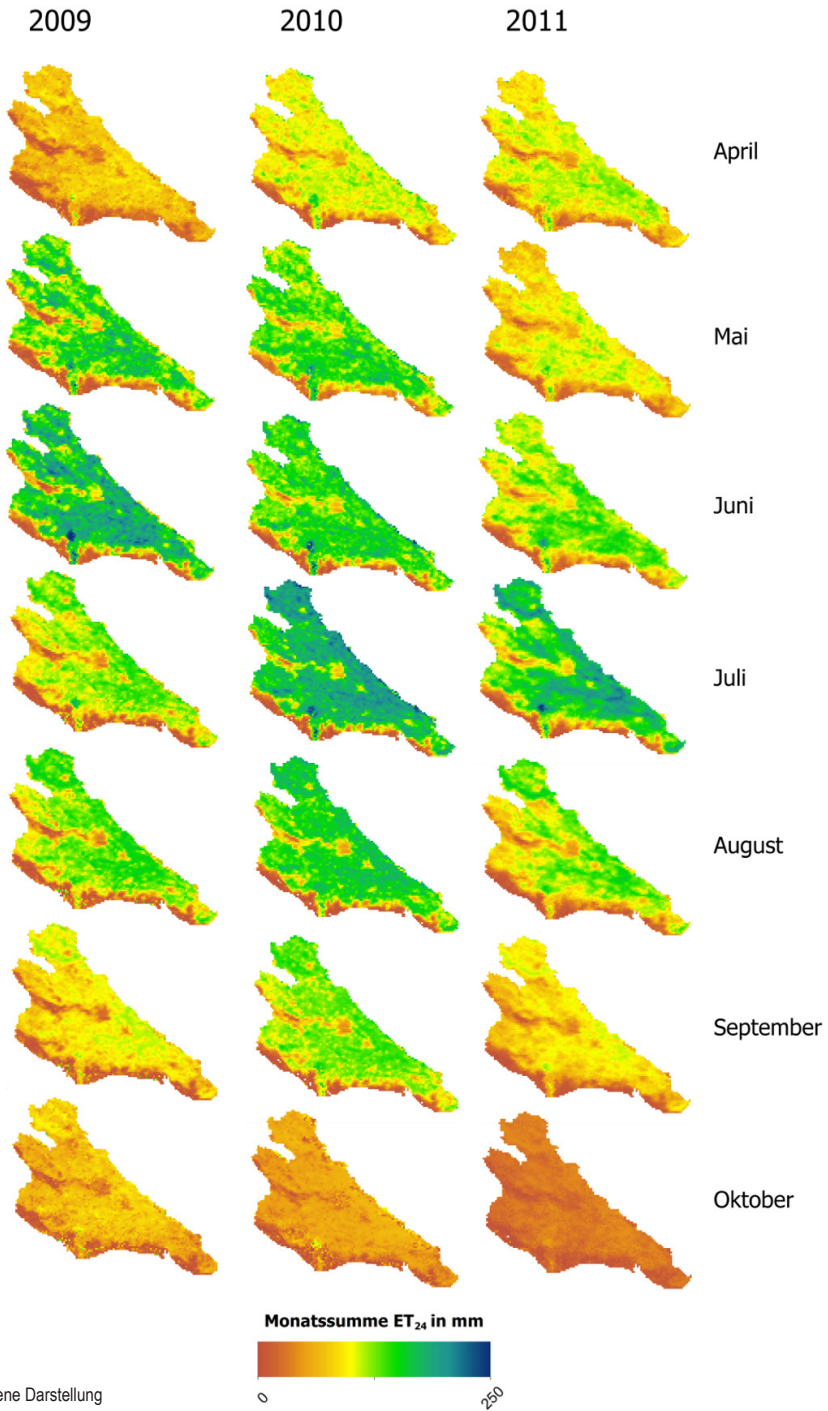 2009 2010 2011
April
Mai
Juni
Juli
August
September
Oktober
Monatssumme ET24 in mm
0 250
ene Darstellung